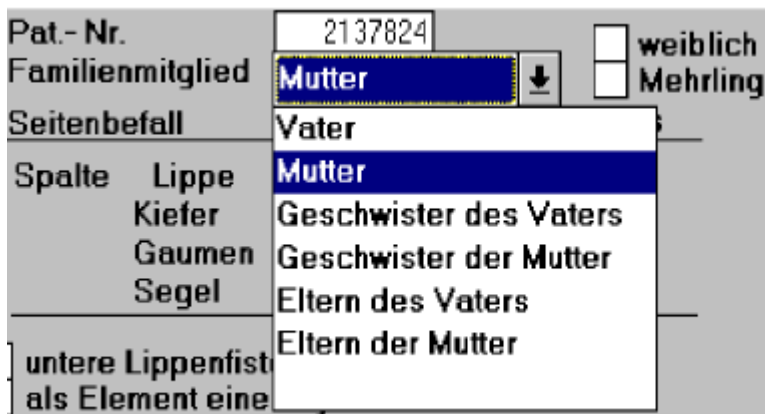 Pat.- Nr. 2137824 weiblich
Familienmitglied Mutter Mehrling
Seitenbefall Vater
Spalte Lippe Mutter
Kiefer Geschwister des Vaters
Gaumen Geschwister der Mutter
Segel Eltern des Vaters
Eltern der Mutter
untere
als Element eine